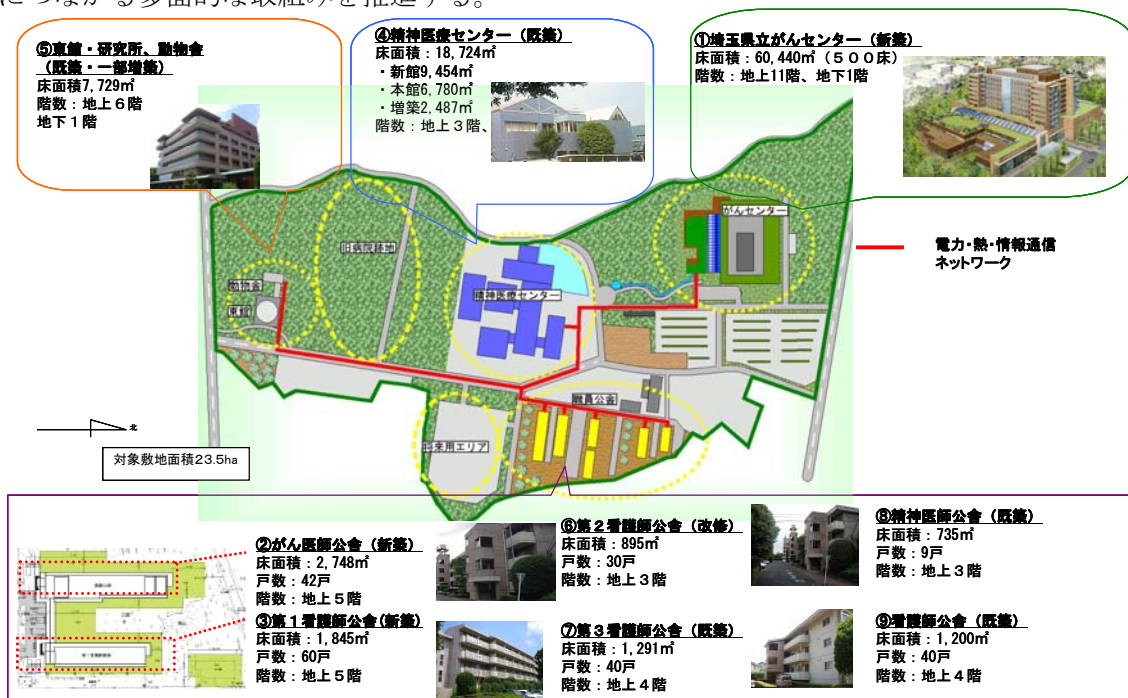 につながる多面的な取組みを推進する。
⑤東館・研究所、動物舎
（既築・一部増築）
床面積7,729㎡
階数：地上６階
地下１階
④精神医療センター（既築）
床面積：18,724㎡
・新館9,454㎡
・本館6,780㎡
・増築2,487㎡
階数：地上３階、
①埼玉県立がんセンター（新築）
床面積：60,440㎡（５００床）
階数：地上11階、地下1階
がんセンター
旧病院跡地
電力・熱・情報通信
ネットワーク
動物舎
東館
精神医療センター
職員公舎
将来用エリア
北
対象敷地面積23.5ha
②がん医師公舎（新築）
床面積：2,748㎡
戸数：42戸
階数：地上５階
③第１看護師公舎(新築)
床面積：1,845㎡
戸数：60戸
階数：地上５階
⑥第２看護師公舎（改修）
床面積：895㎡
戸数：30戸
階数：地上３階
⑦第３看護師公舎（既築）
床面積：1,291㎡
戸数：40戸
階数：地上４階
⑧精神医師公舎（既築）
床面積：735㎡
戸数：9戸
階数：地上３階
⑨看護師公舎（既築）
床面積：1,200㎡
戸数：40戸
階数：地上４階